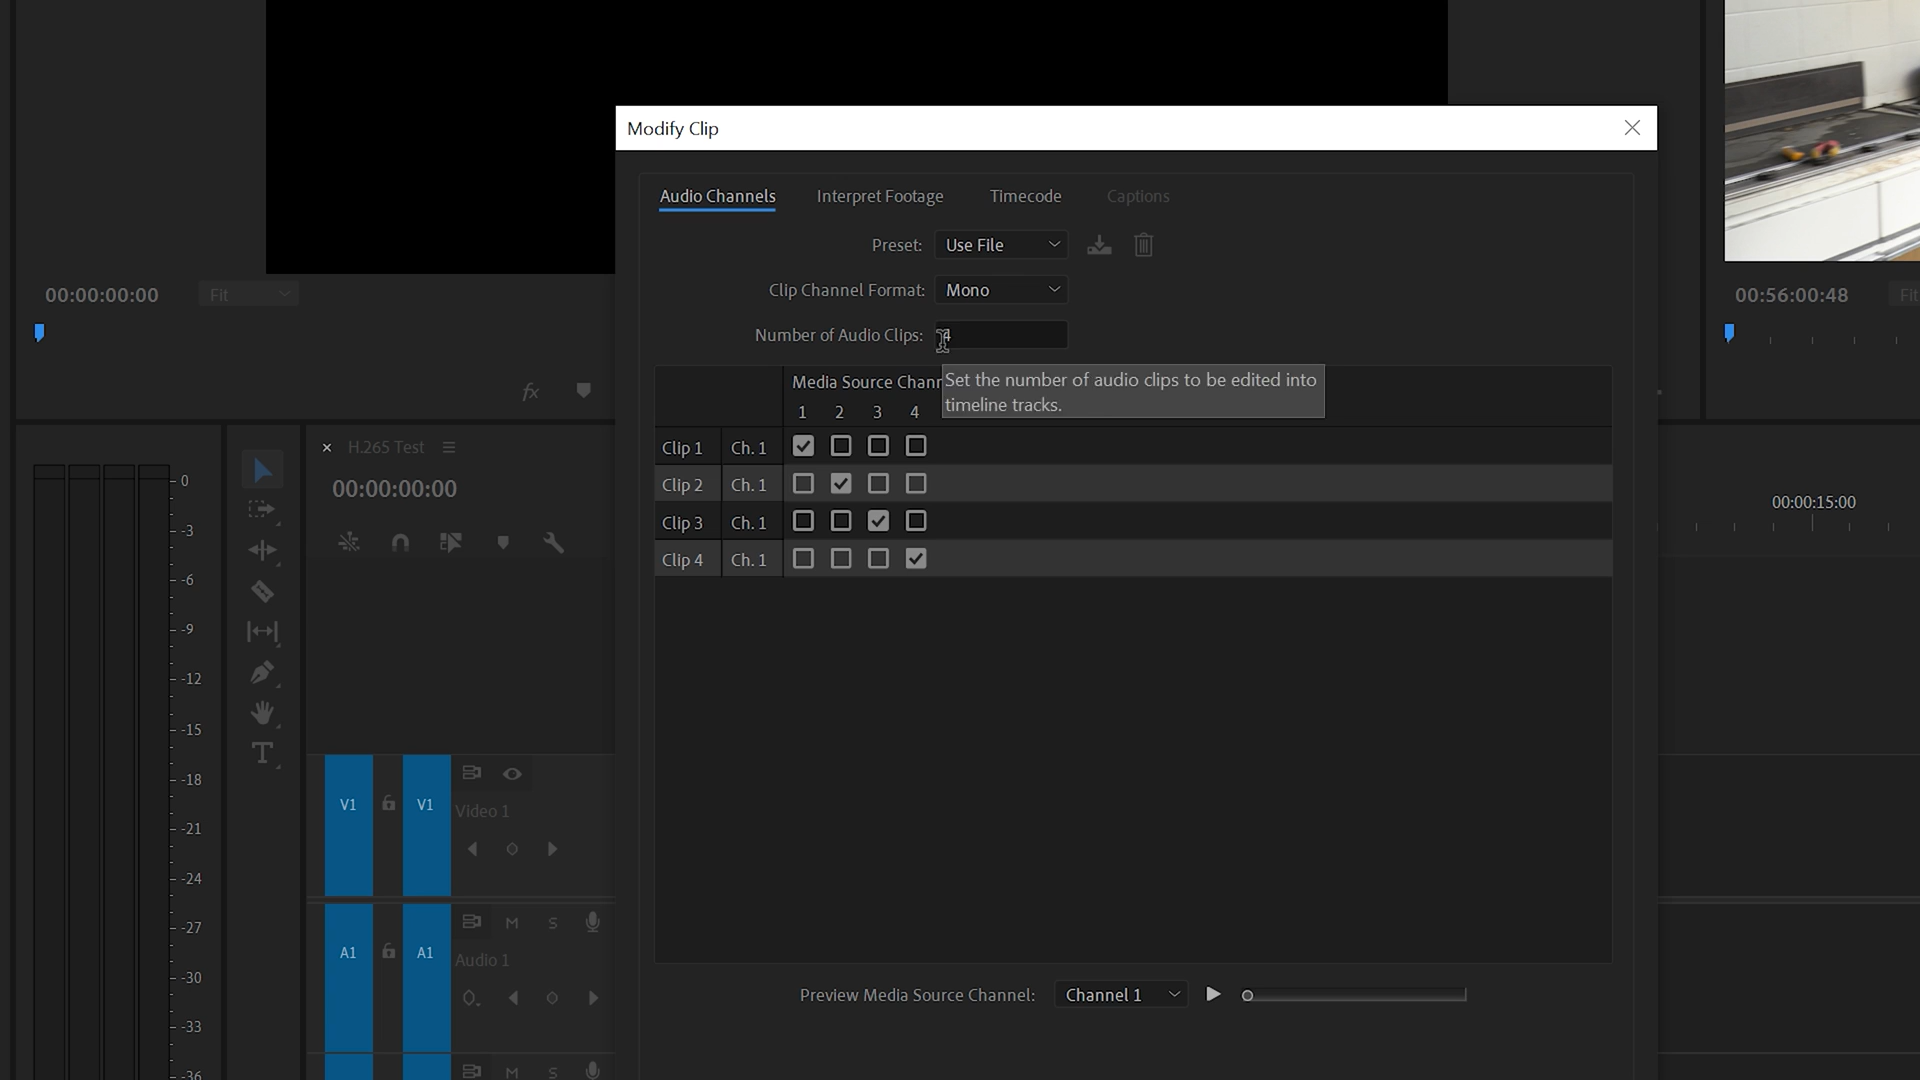 Modify Clip
Audio Channels
Interpret Footage
Timecode
Captions
Preset:
Use File
Clip Channel Format:
Mono
Number of Audio Clips:
4
Set the number of audio clips to be edited into
timeline tracks.
Media Source Chann
1 2 3 4
Clip 1 Ch. 1
Clip 2 Ch. 1
Clip 3 Ch. 1
Clip 4 Ch. 1
Preview Media Source Channel:
Channel 1
00:00:00:00
Fit
fx
00:56:00:48
Fit
0
-3
-6
-9
-12
-15
-18
-21
-24
-27
-30
-33
-36
T
H.265 Test
00:00:00:00
00:00:15:00
V1
V1
Video 1
A1
A1
M S
Audio 1
M S